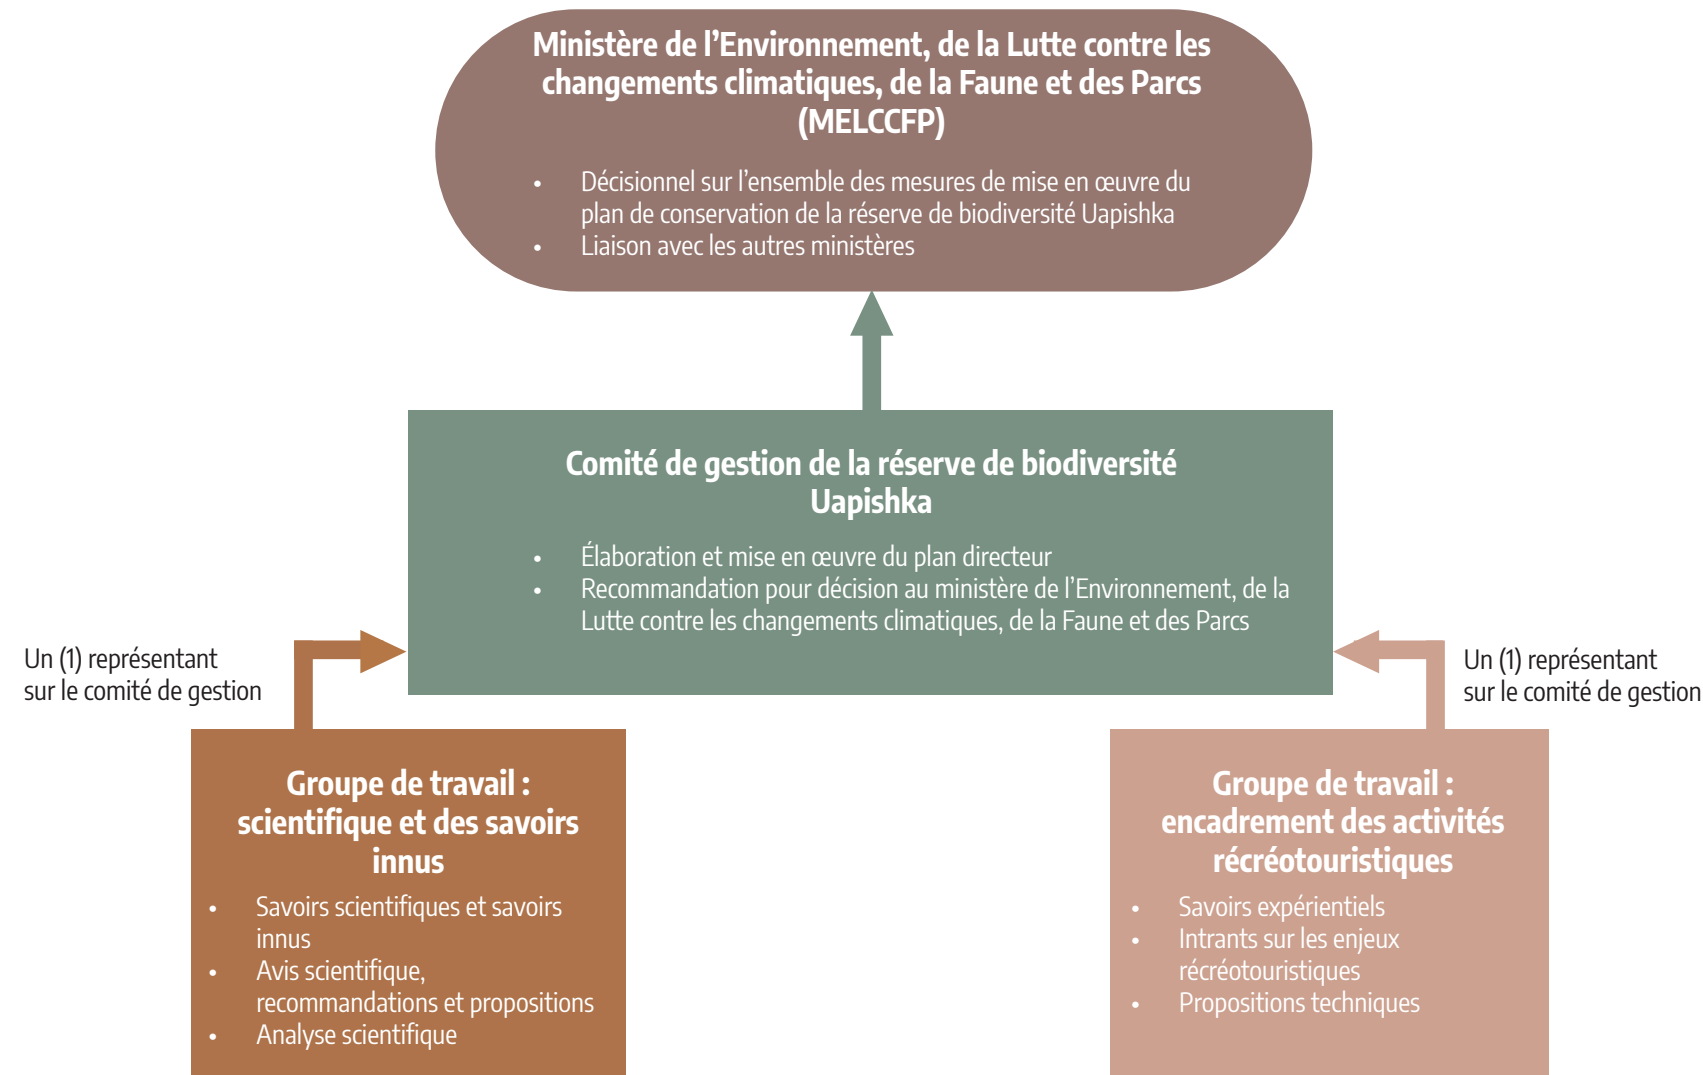 Ministère de l’Environnement, de la Lutte contre les
changements climatiques, de la Faune et des Parcs
(MELCCFP)
• Décisionnel sur l’ensemble des mesures de mise en œuvre du
plan de conservation de la réserve de biodiversité Uapishka
• Liaison avec les autres ministères
Comité de gestion de la réserve de biodiversité
Uapishka
• Élaboration et mise en œuvre du plan directeur
• Recommandation pour décision au ministère de l’Environnement, de la
Lutte contre les changements climatiques, de la Faune et des Parcs
Un (1) représentant
sur le comité de gestion
Un (1) représentant
sur le comité de gestion
Groupe de travail :
scientifique et des savoirs
innus
• Savoirs scientifiques et savoirs
innus
• Avis scientifique,
recommandations et propositions
• Analyse scientifique
Groupe de travail :
encadrement des activités
récréotouristiques
• Savoirs expérientiels
• Intrants sur les enjeux
récréotouristiques
• Propositions techniques